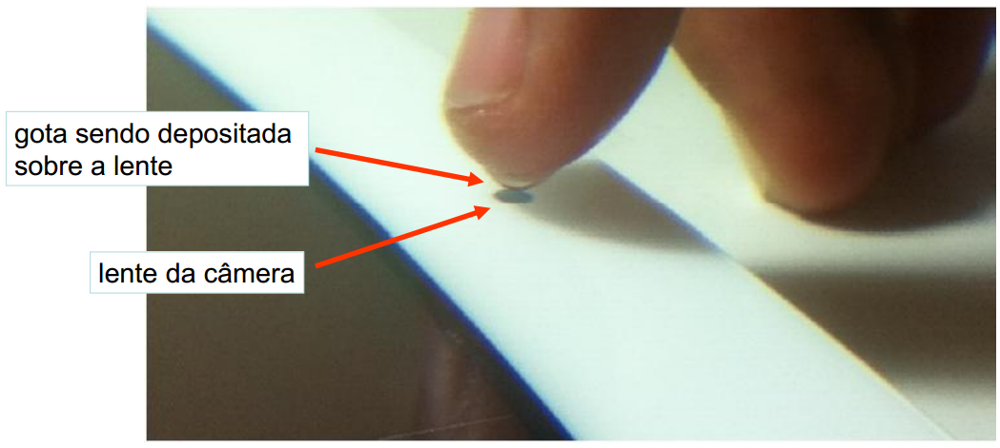 gota sendo depositada
sobre a lente
lente da câmera